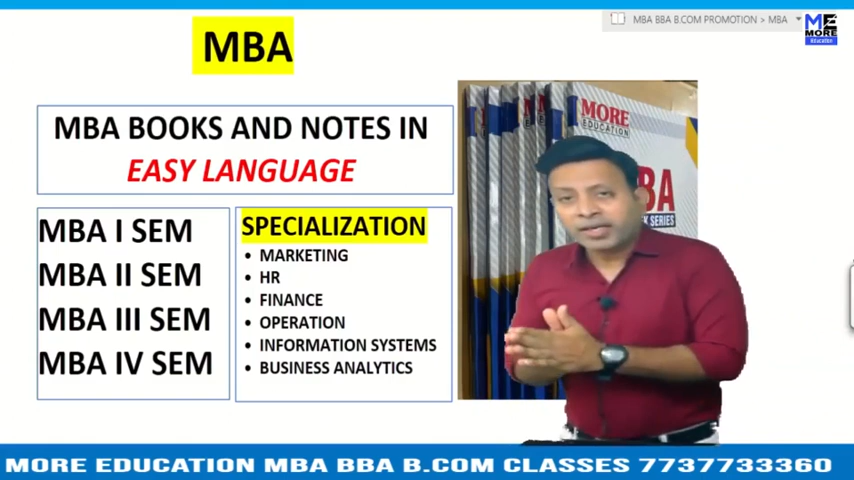 MBA BBA B.COM PROMOTION > MBA
ME
MORE
Education
MBA
MBA BOOKS AND NOTES IN
EASY LANGUAGE
MBA I SEM
MBA II SEM
MBA III SEM
MBA IV SEM
SPECIALIZATION
• MARKETING
• HR
• FINANCE
• OPERATION
• INFORMATION SYSTEMS
• BUSINESS ANALYTICS
MORE
EDUCATION
BA
SERIES
MORE EDUCATION MBA BBA B.COM CLASSES 7737733360